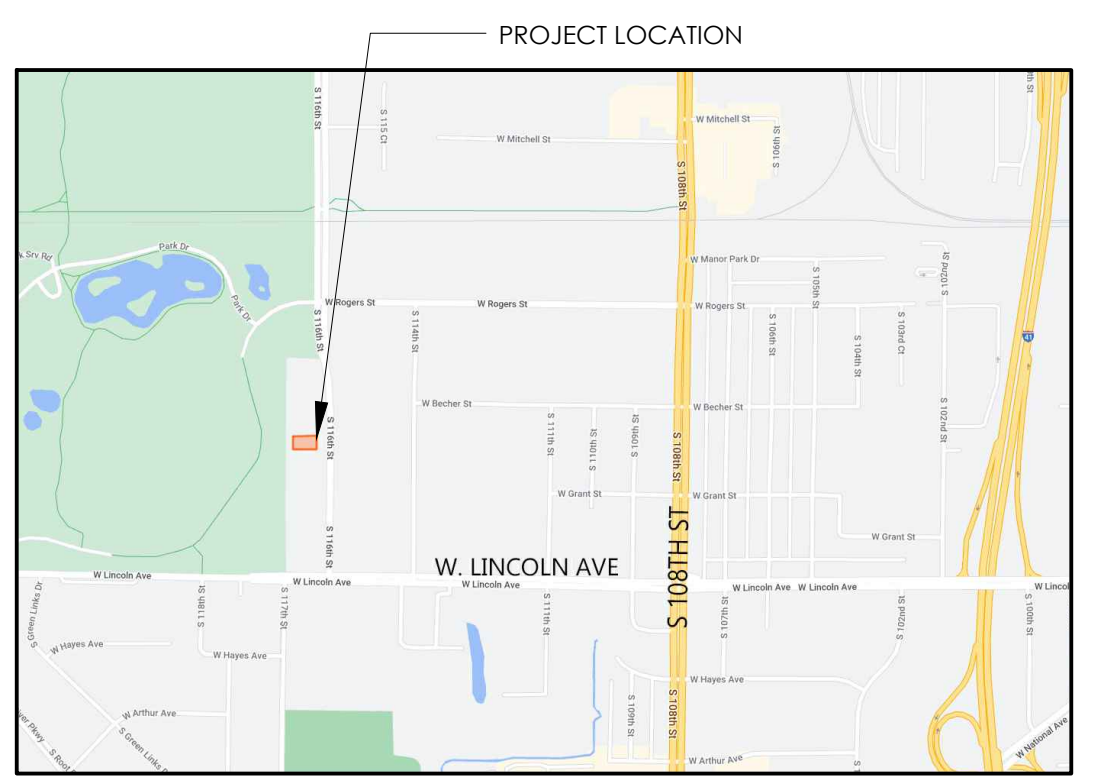 PROJECT LOCATION
S 116th St
S 115 Ct
W Mitchell St
W Mitchell St
S 106th St
S 108th St
Park Dr
Park Dr
W Manor Park Dr
S 105th St
S 102nd St
W Rogers St
W Rogers St
W Rogers St
S 116th St
S 114th St
S 106th St
S 104th St
S 103rd Ct
41
W Becher St
W Becher St
S 116th St
S 111th St
S 110th St
S 109th St
S 108th St
S 102nd St
W Grant St
W Grant St
W Grant St
S 116th St
S 108TH ST
W. LINCOLN AVE
W Lincoln Ave
W Lincoln Ave
W Lincoln Ave
W Lincoln Ave
W Lincoln Ave
W Lincol
S Green Links Dr
S 118th St
S 117th St
S 111th St
S 107th St
S 102nd St
S 100th St
W Hayes Ave
W Hayes Ave
W Hayes Ave
S 109th St
S 108th St
W Arthur Ave
S Green Links D
W Arthur Ave
W National Ave
ver Pkwy
S Root